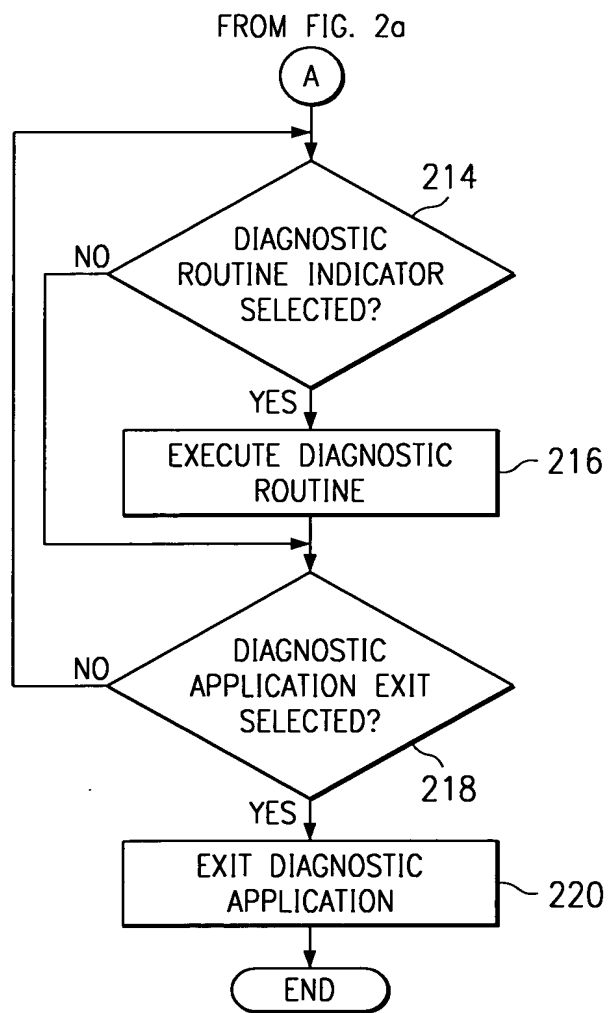 FROM FIG. 2a
A
214
DIAGNOSTIC
ROUTINE INDICATOR
SELECTED?
NO
YES
EXECUTE DIAGNOSTIC
ROUTINE
216
DIAGNOSTIC
APPLICATION EXIT
SELECTED?
NO
218
YES
EXIT DIAGNOSTIC
APPLICATION
220
END